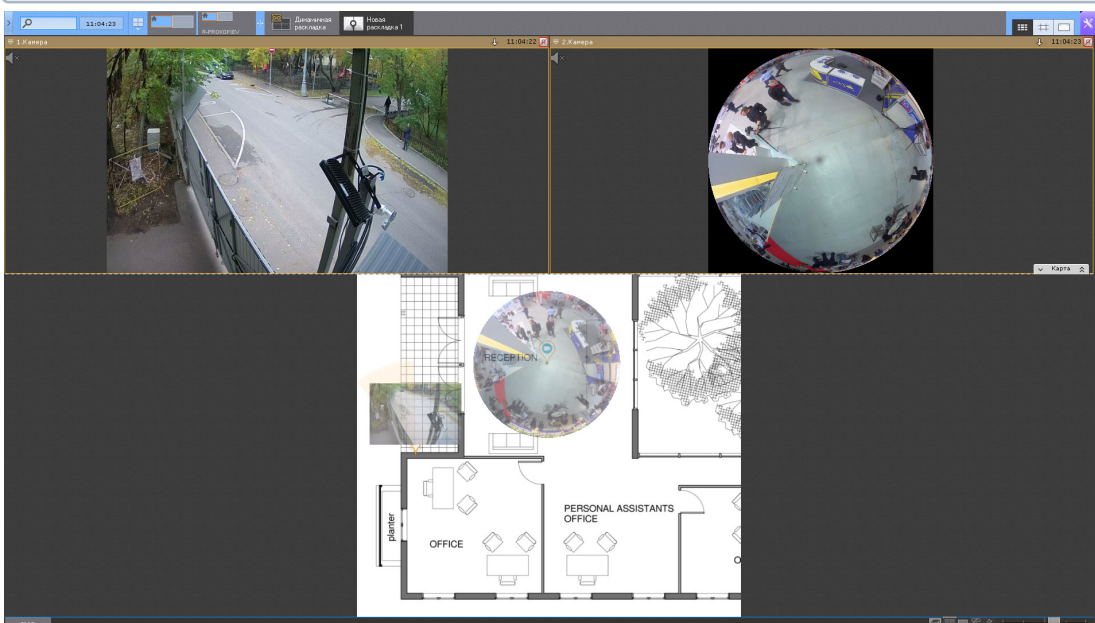 11:04:23
A-PROKOFIEV
Динамичная
раскладка
Новая
раскладка 1
1.Камера
11:04:22
2.Камера
11:04:23
Карта
RECEPTION
PERSONAL ASSISTANTS
OFFICE
planter
OFFICE